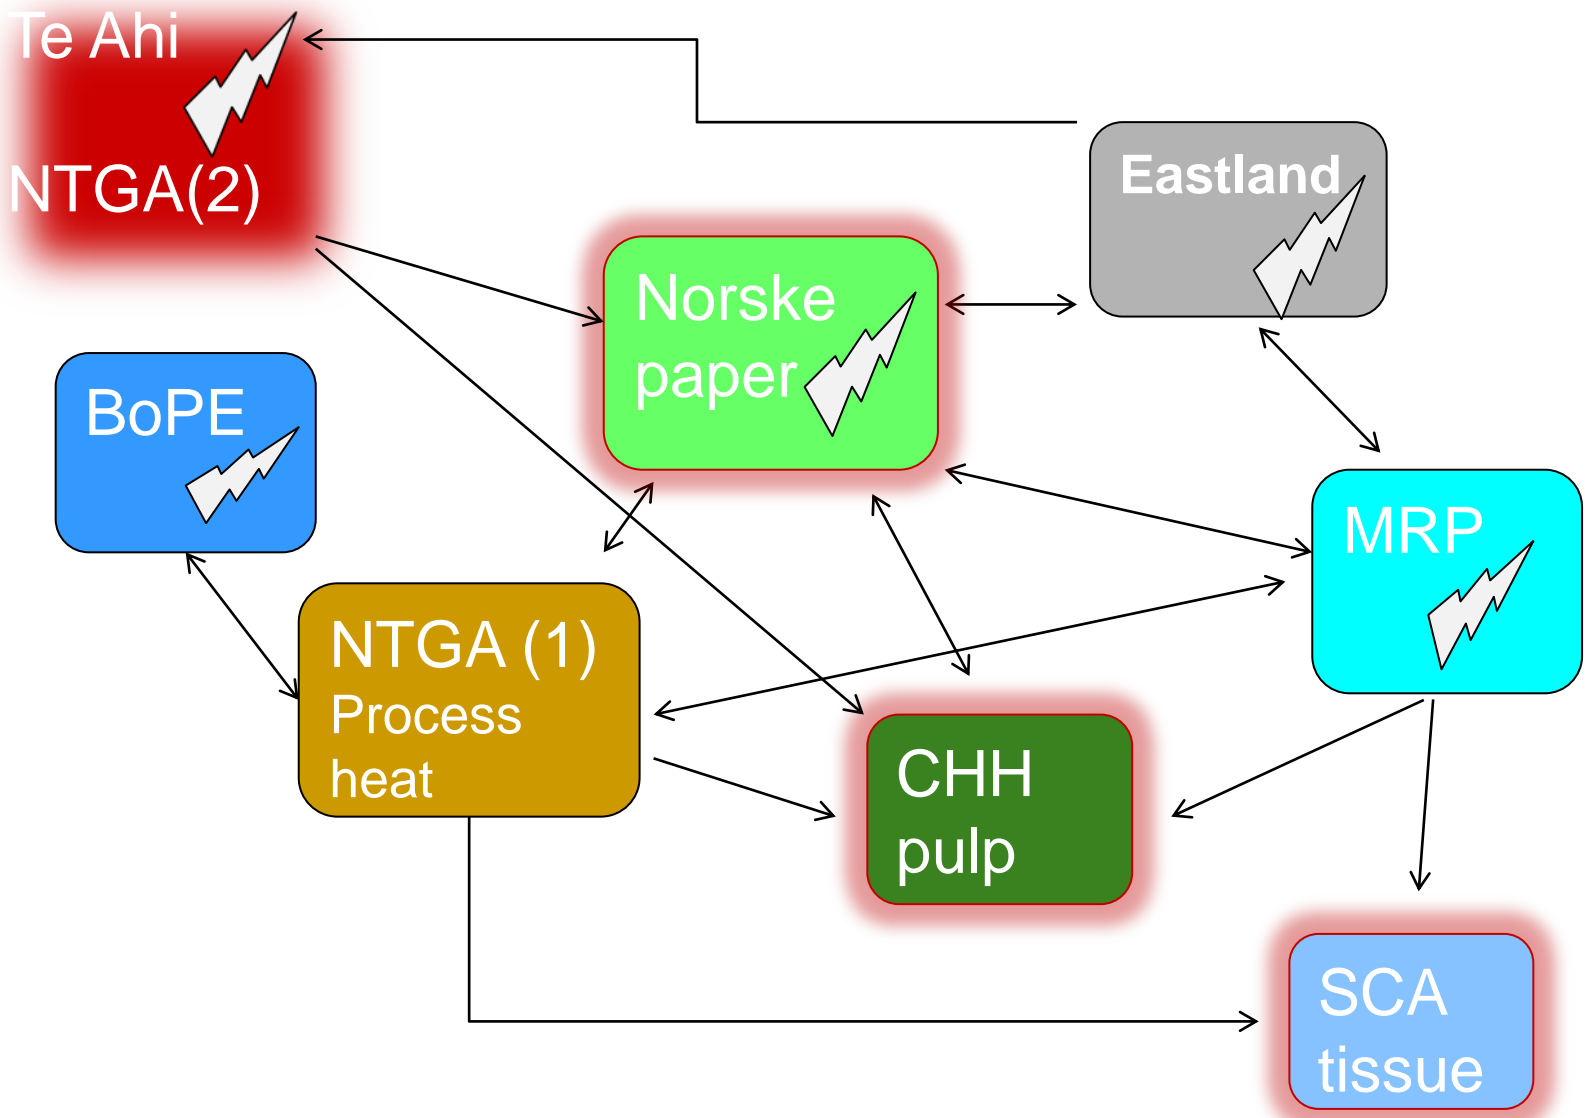 Te Ahi
NTGA(2)
Eastland
Norske
paper
BoPE
MRP
NTGA (1)
Process
heat
CHH
pulp
SCA
tissue